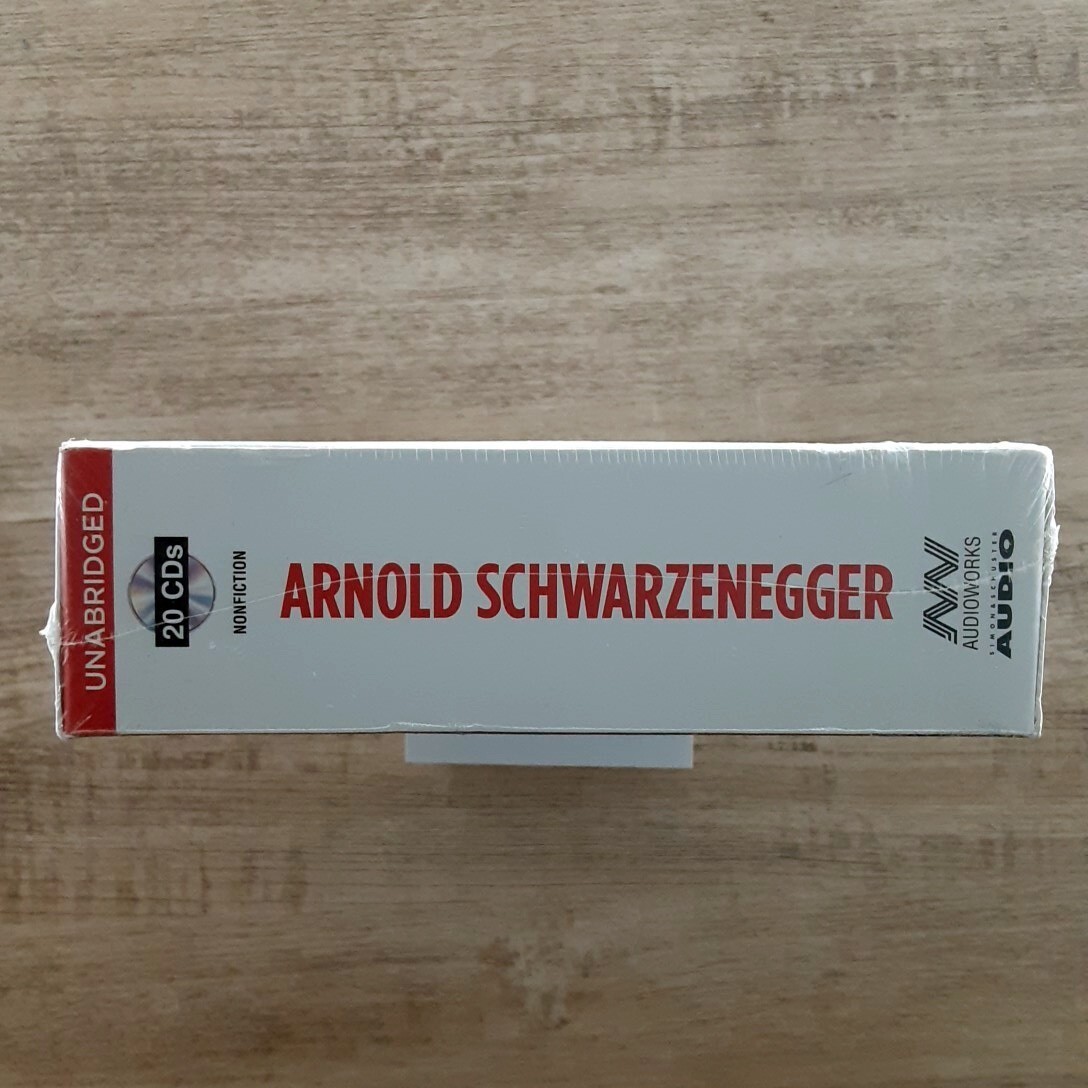 UNABRIDGED
20 CDs
NONFICTION
ARNOLD SCHWARZENEGGER
AUDIOWORKS
SIMON & SCHUSTER
AUDIO